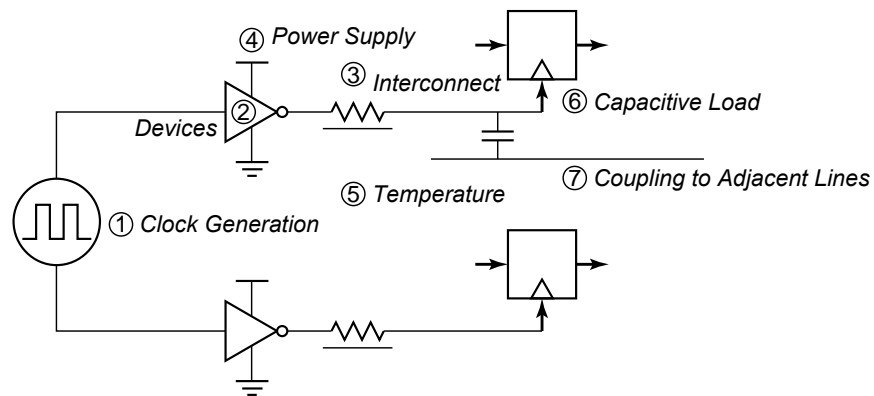 ④ Power Supply
③ Interconnect
② 
Devices
⑥ Capacitive Load
⑦ Coupling to Adjacent Lines
⑤ Temperature
① Clock Generation